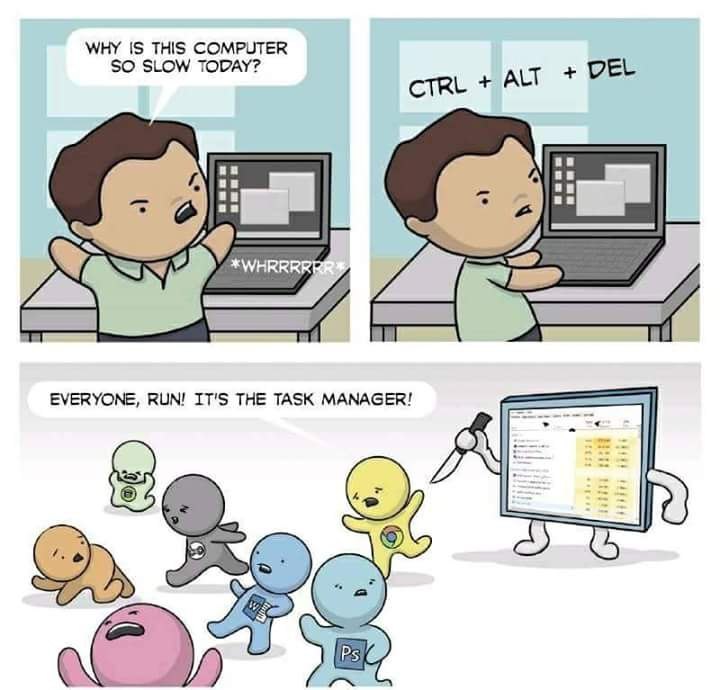 WHY IS THIS COMPUTER
SO SLOW TODAY?
*WHRRRRRR*
CTRL + ALT + DEL
EVERYONE, RUN! IT'S THE TASK MANAGER!
W
Ps